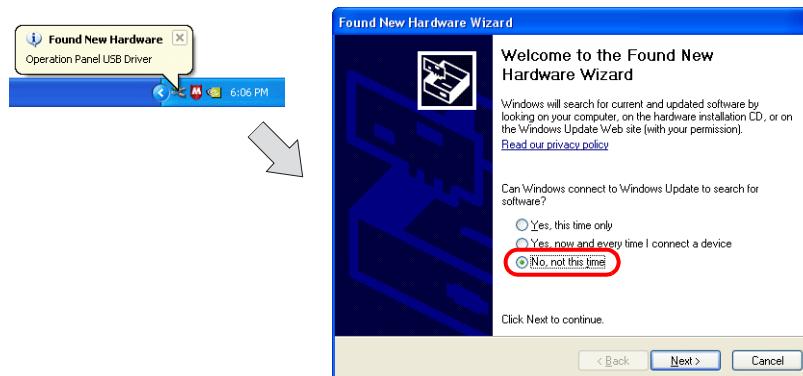 Found New Hardware
Operation Panel USB Driver
6:06 PM
Found New Hardware Wizard
Welcome to the Found New
Hardware Wizard
Windows will search for current and updated software by
looking on your computer, on the hardware installation CD, or on
the Windows Update Web site (with your permission).
Read our privacy policy
Can Windows connect to Windows Update to search for
software?
Yes, this time only
Yes, now and every time I connect a device
No, not this time
Click Next to continue.
< Back
Next >
Cancel